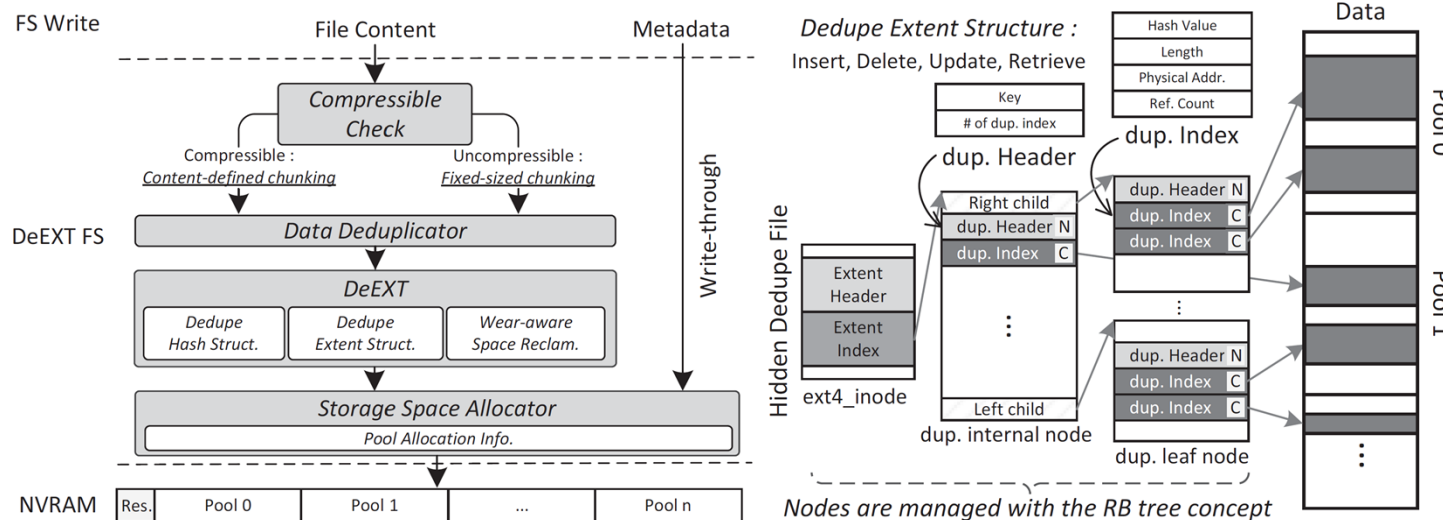 FS Write
File Content
Metadata
Compressible
Check
Compressible :
Content-defined chunking
Uncompressible :
Fixed-sized chunking
Write-through
DeEXT FS
Data Deduplicator
DeEXT
Dedupe
Hash Struct.
Dedupe
Extent Struct.
Wear-aware
Space Reclam.
Storage Space Allocator
Pool Allocation Info.
NVRAM
Res.
Pool 0
Pool 1
...
Pool n
Dedupe Extent Structure :
Insert, Delete, Update, Retrieve
Key
# of dup. index
dup. Header
Hash Value
Length
Physical Addr.
Ref. Count
dup. Index
Data
Pool 0
Pool 1
Hidden Dedupe File
Extent
Header
Extent
Index
ext4_inode
Right child
dup. Header N
dup. Index C
...
Left child
dup. internal node
dup. Header N
dup. Index C
dup. Index C
...
dup. Header N
dup. Index C
dup. Index C
dup. leaf node
...
Nodes are managed with the RB tree concept